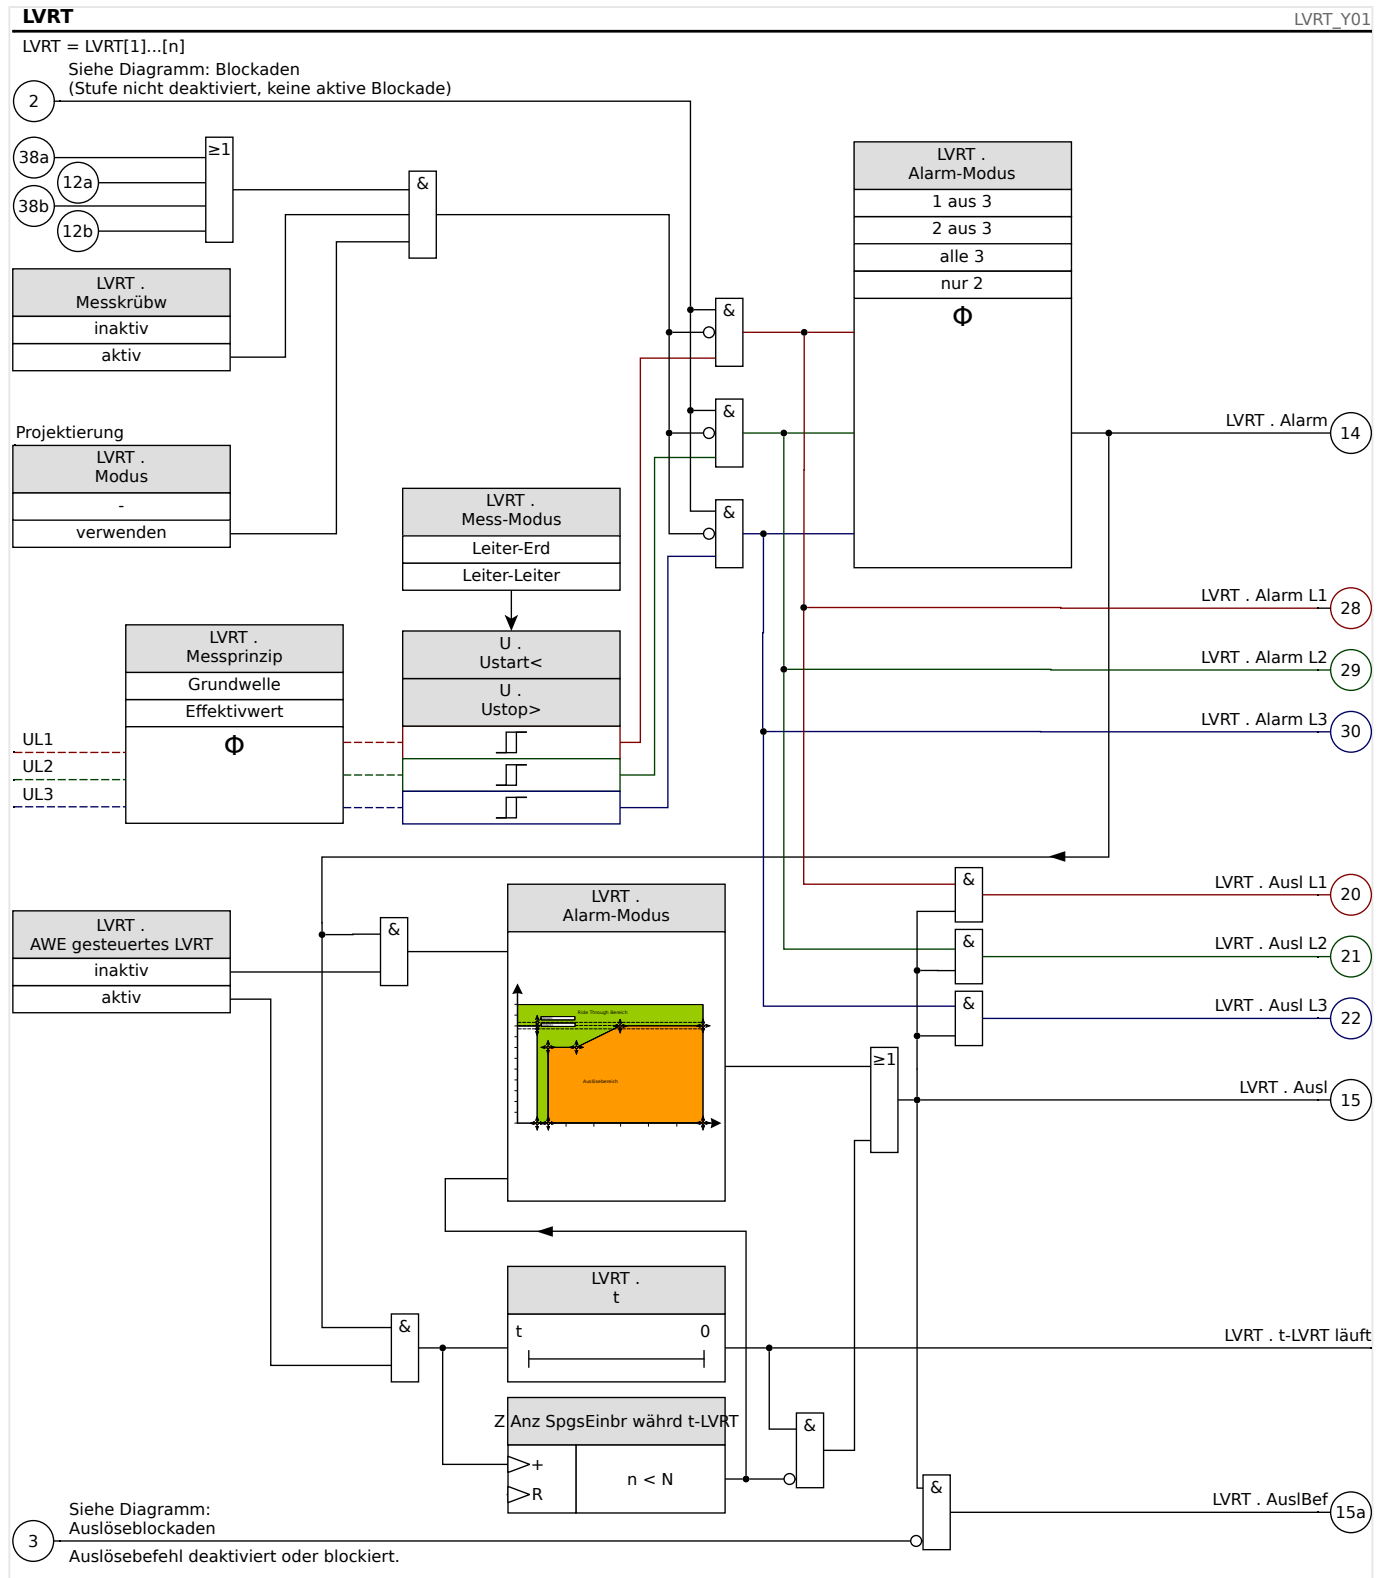 LVRT
LVRT_Y01
LVRT = LVRT[1]...[n]
Siehe Diagramm: Blockaden
(Stufe nicht deaktiviert, keine aktive Blockade)
2
38a
12a
38b
12b
≥1
&
LVRT .
Messkrübw
inaktiv
aktiv
Projektierung
LVRT .
Modus
-
verwenden
LVRT .
Mess-Modus
Leiter-Erd
Leiter-Leiter
&
&
&
LVRT .
Alarm-Modus
1 aus 3
2 aus 3
alle 3
nur 2
Φ
LVRT . Alarm
14
LVRT . Alarm L1
28
LVRT . Alarm L2
29
LVRT . Alarm L3
30
LVRT .
Messprinzip
Grundwelle
Effektivwert
Φ
UL1
UL2
UL3
U .
Ustart<
U .
Ustop>
LVRT .
AWE gesteuertes LVRT
inaktiv
aktiv
&
LVRT .
Alarm-Modus
Ride Through Bereich
Auslösebereich
&
LVRT . Ausl L1
20
&
LVRT . Ausl L2
21
&
LVRT . Ausl L3
22
≥1
LVRT . Ausl
15
&
LVRT .
t
t 0
LVRT . t-LVRT läuft
Z Anz SpgsEinbr währd t-LVRT
+
R
n < N
&
&
LVRT . AuslBef
15a
Siehe Diagramm:
Auslöseblockaden
3
Auslösebefehl deaktiviert oder blockiert.